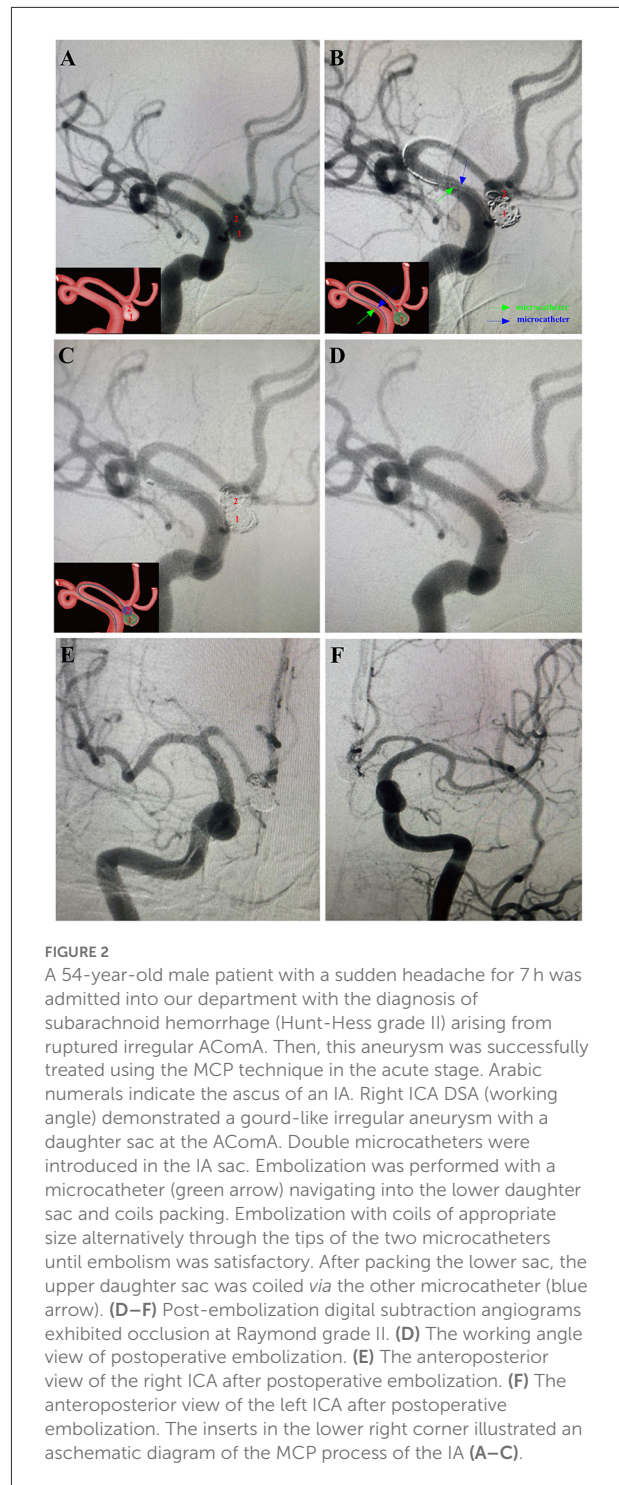 A
B
2
1
2
1
microcatheter
microcatheter
C
D
2
1
E
F
FIGURE 2
A 54-year-old male patient with a sudden headache for 7 h was
admitted into our department with the diagnosis of
subarachnoid hemorrhage (Hunt-Hess grade II) arising from
ruptured irregular AComA. Then, this aneurysm was successfully
treated using the MCP technique in the acute stage. Arabic
numerals indicate the ascus of an IA. Right ICA DSA (working
angle) demonstrated a gourd-like irregular aneurysm with a
daughter sac at the AComA. Double microcatheters were
introduced in the IA sac. Embolization was performed with a
microcatheter (green arrow) navigating into the lower daughter
sac and coils packing. Embolization with coils of appropriate
size alternatively through the tips of the two microcatheters
until embolism was satisfactory. After packing the lower sac, the
upper daughter sac was coiled via the other microcatheter (blue
arrow). (D–F) Post-embolization digital subtraction angiograms
exhibited occlusion at Raymond grade II. (D) The working angle
view of postoperative embolization. (E) The anteroposterior
view of the right ICA after postoperative embolization. (F) The
anteroposterior view of the left ICA after postoperative
embolization. The inserts in the lower right corner illustrated an
aschematic diagram of the MCP process of the IA (A–C).